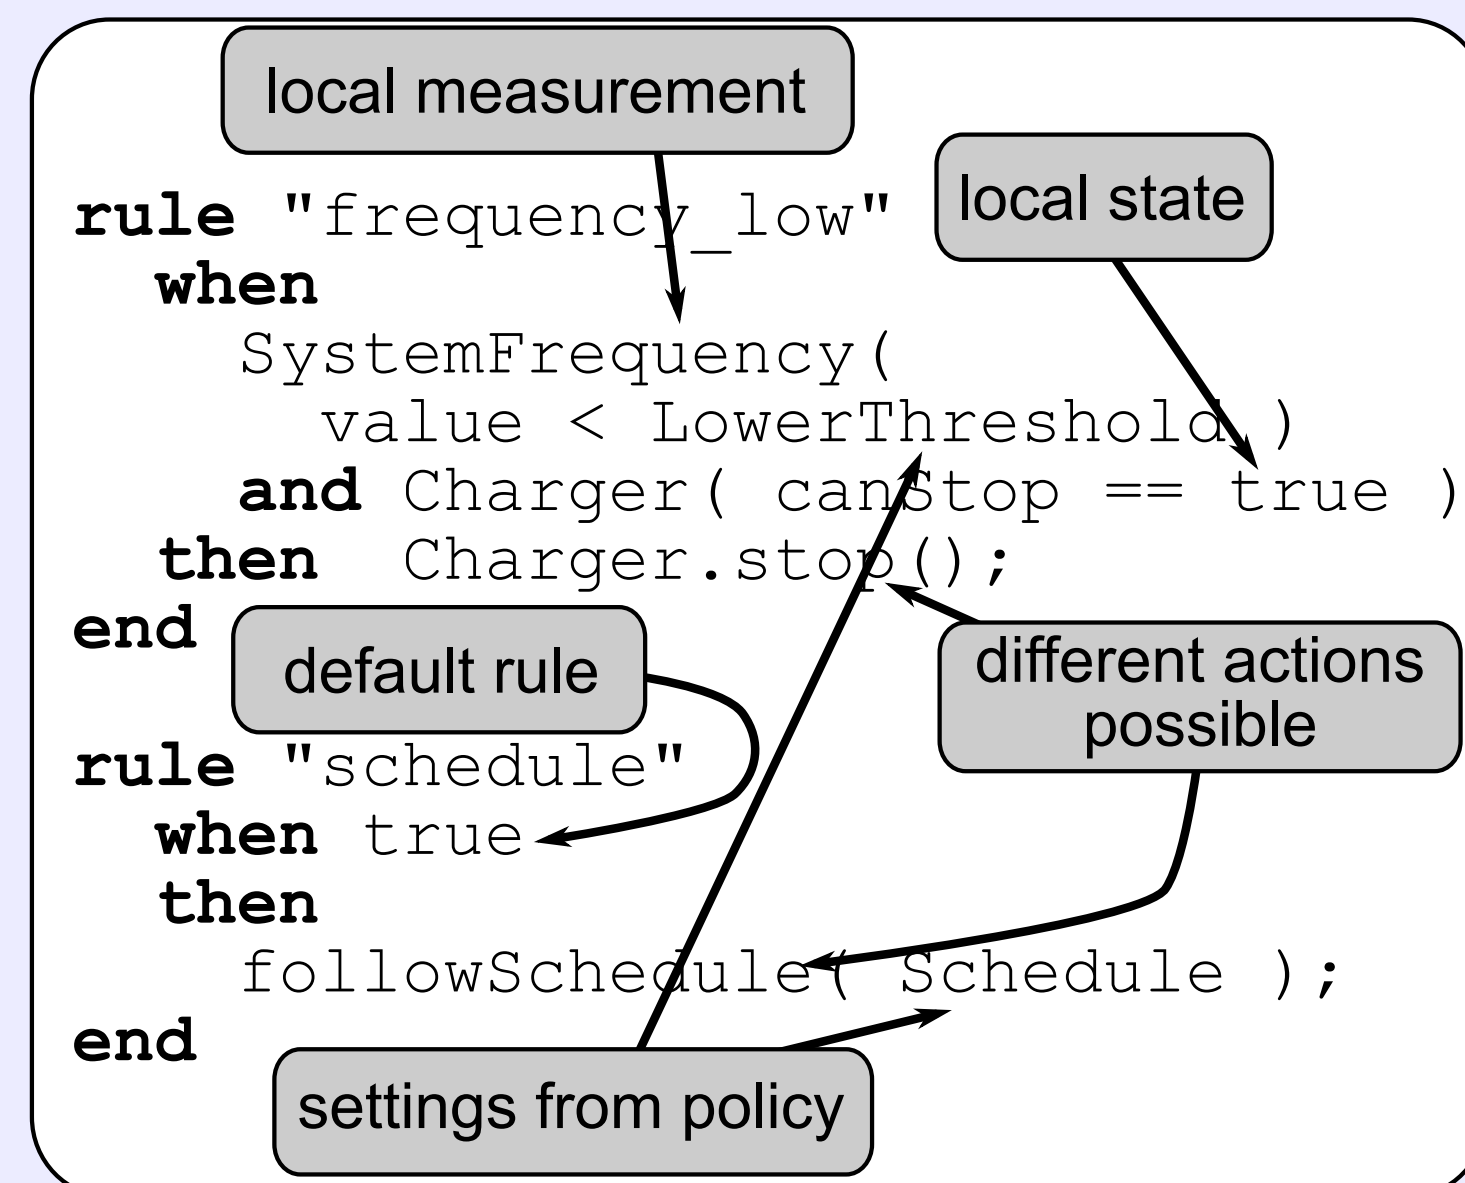 local measurement
local state
rule "frequency_low"
when
SystemFrequency(
value < LowerThreshold )
and Charger( canStop == true )
then Charger.stop();
end
default rule
different actions
possible
rule "schedule"
when true
then
followSchedule( Schedule );
end
settings from policy